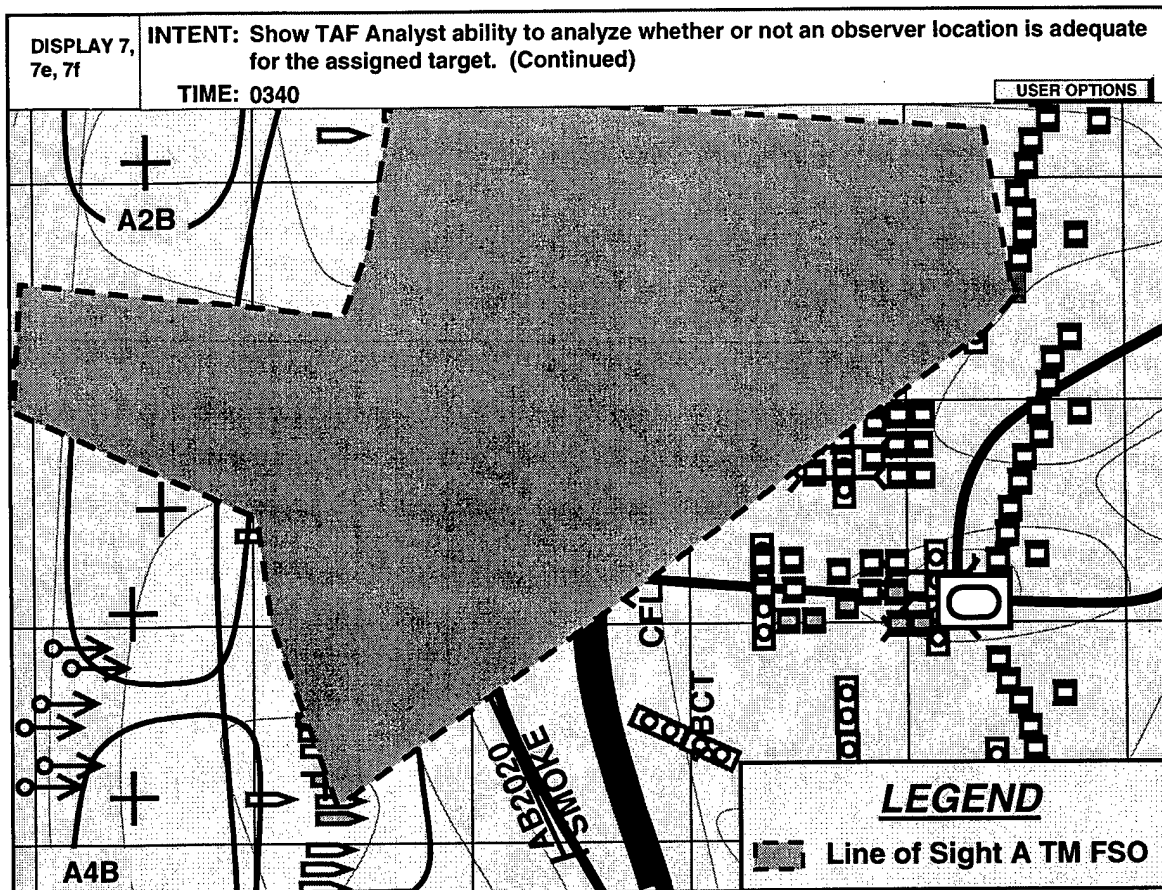 DISPLAY 7,
7e, 7f
INTENT: Show TAF Analyst ability to analyze whether or not an observer location is adequate
for the assigned target. (Continued)
TIME: 0340
USER OPTIONS
A2B
CFL
BCT
AB2020
SMOKE
A4B
LEGEND
Line of Sight A TM FSO